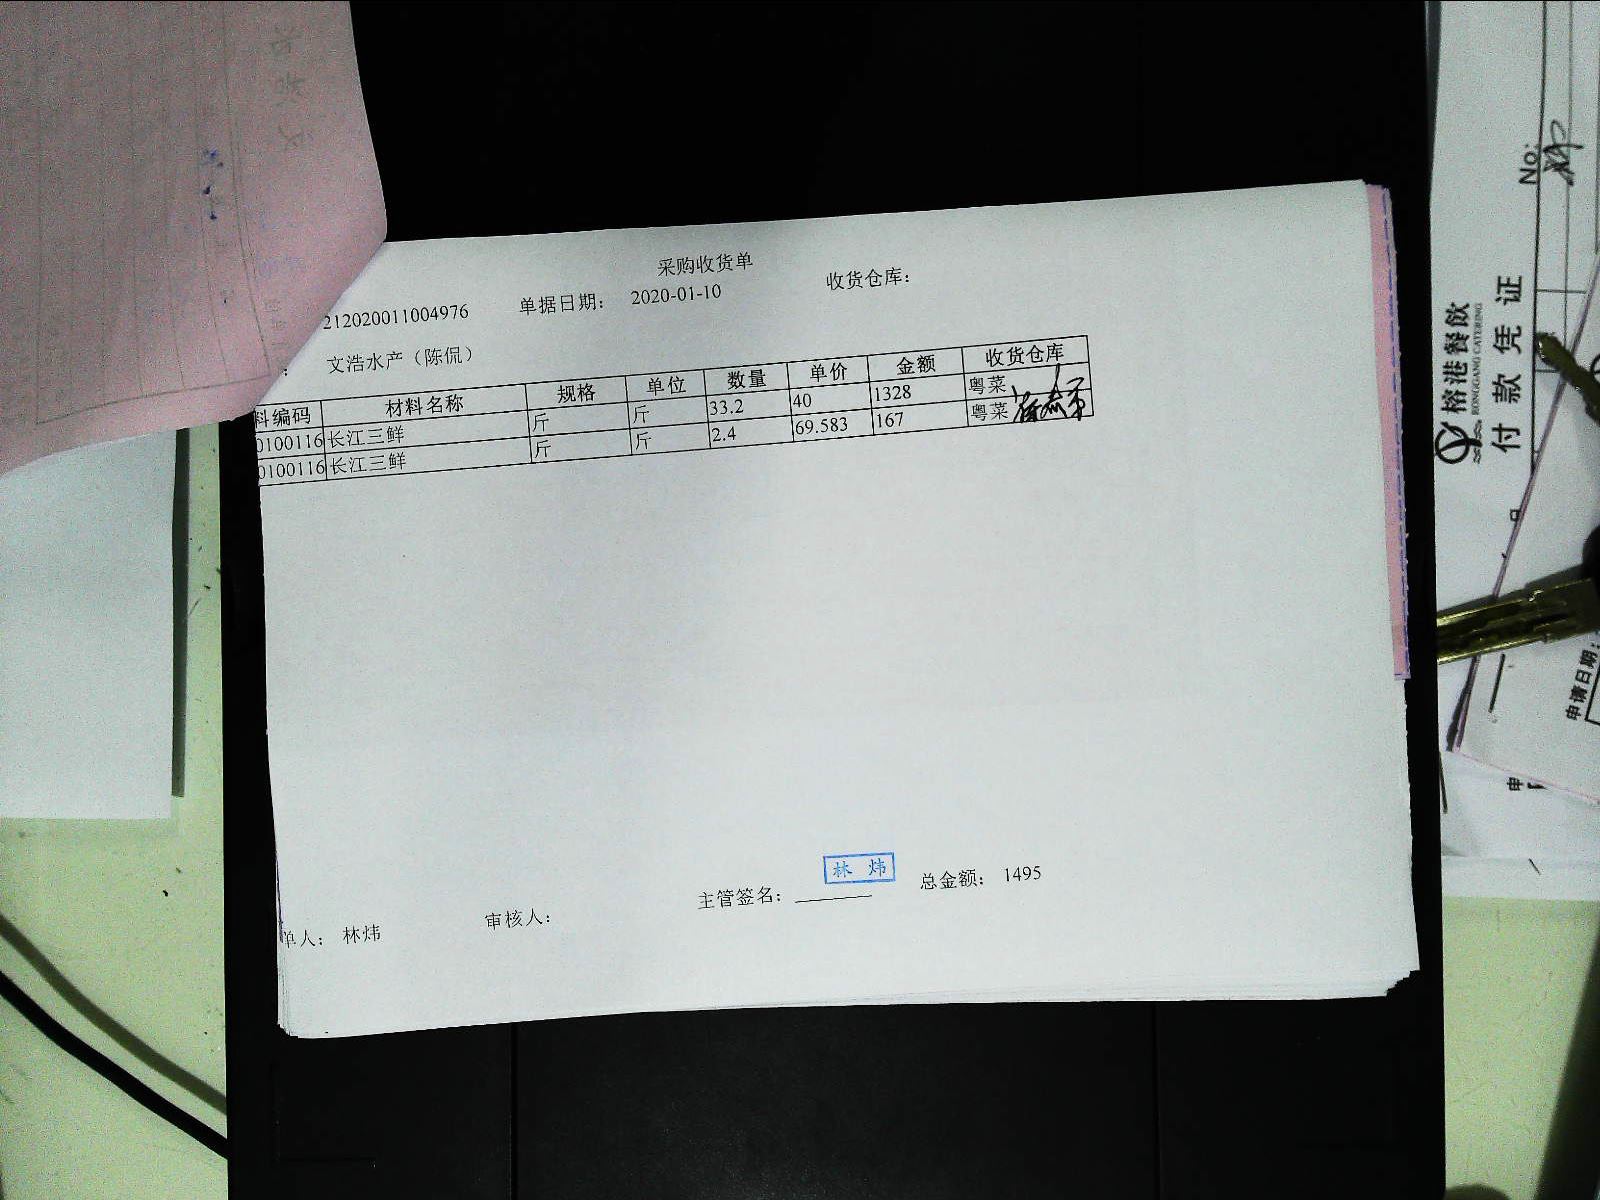 采购收货单
212020011004976 单据日期： 2020-01-10 收货仓库：
： 文浩水产（陈侃）
料编码 材料名称 规格 单位 数量 单价 金额 收货仓库
0100116 长江三鲜 斤 斤 33.2 40 1328 粤菜
0100116 长江三鲜 斤 斤 2.4 69.583 167 粤菜
林 炜
主管签名： 总金额： 1495
单人： 林炜 审核人：
No:
榕港餐飲
RONGGANG CATERING
付款凭证
申请日期:
申